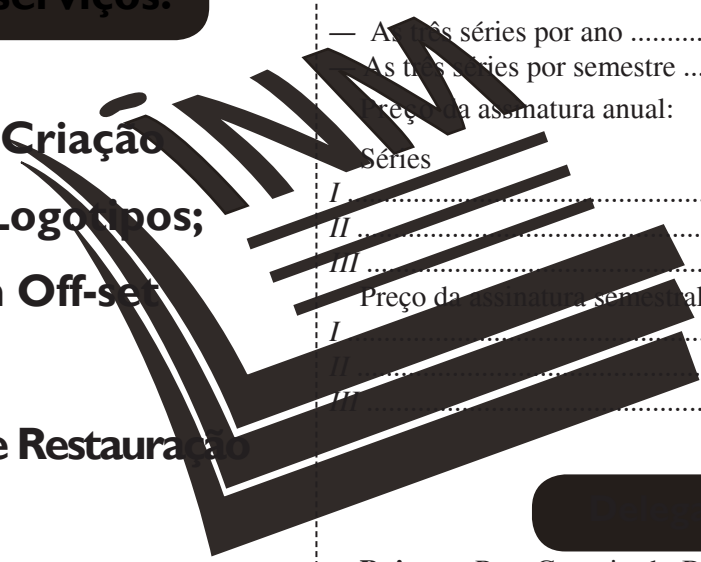 serviços:
Criação
Logotipos;
Off-set
e Restauração
INM
— As três séries por ano ..........
— As três séries por semestre ..
Preço da assinatura anual:
Séries
I ..........................................................
II ........................................................
III ......................................................
Preço da assinatura semestral
I ..........................................................
II ........................................................
III ......................................................